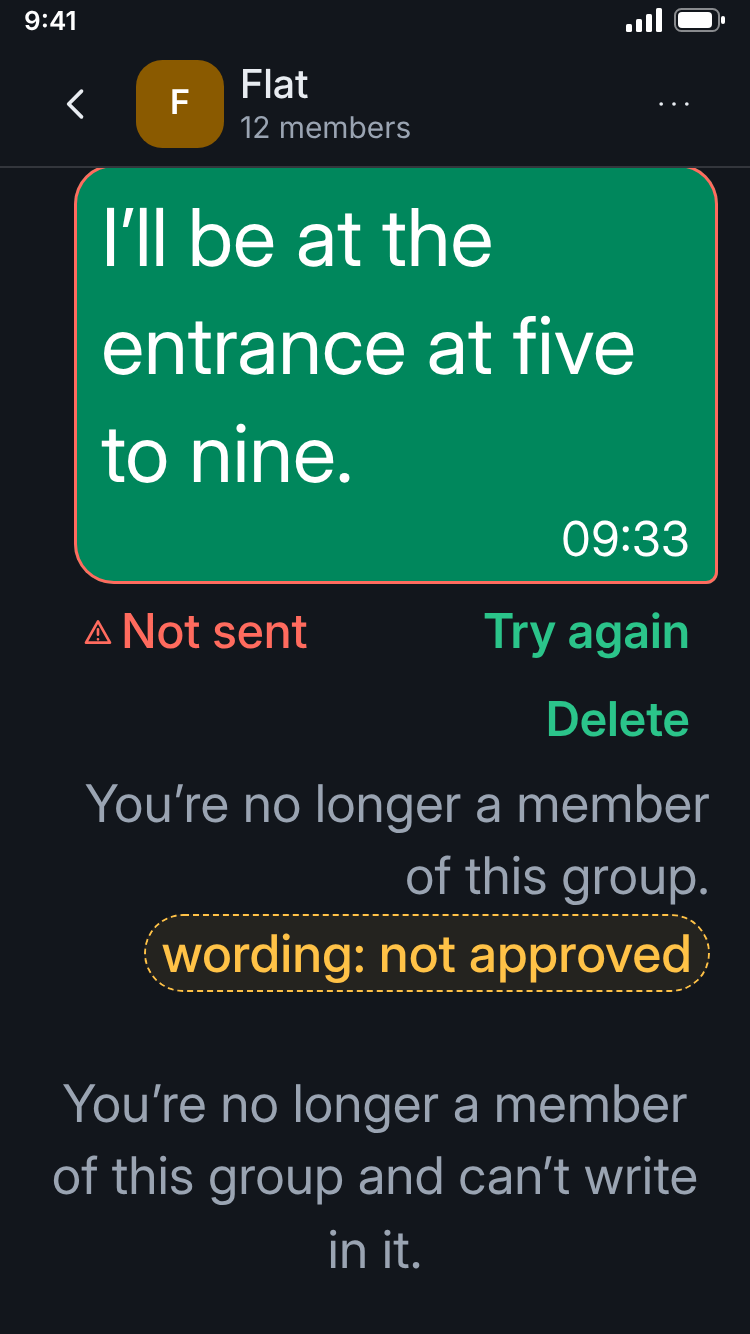 9:41
F
Flat
12 members
...
I’ll be at the
entrance at five
to nine.
09:33
Not sent
Try again
Delete
You’re no longer a member
of this group.
wording: not approved
You’re no longer a member
of this group and can’t write
in it.